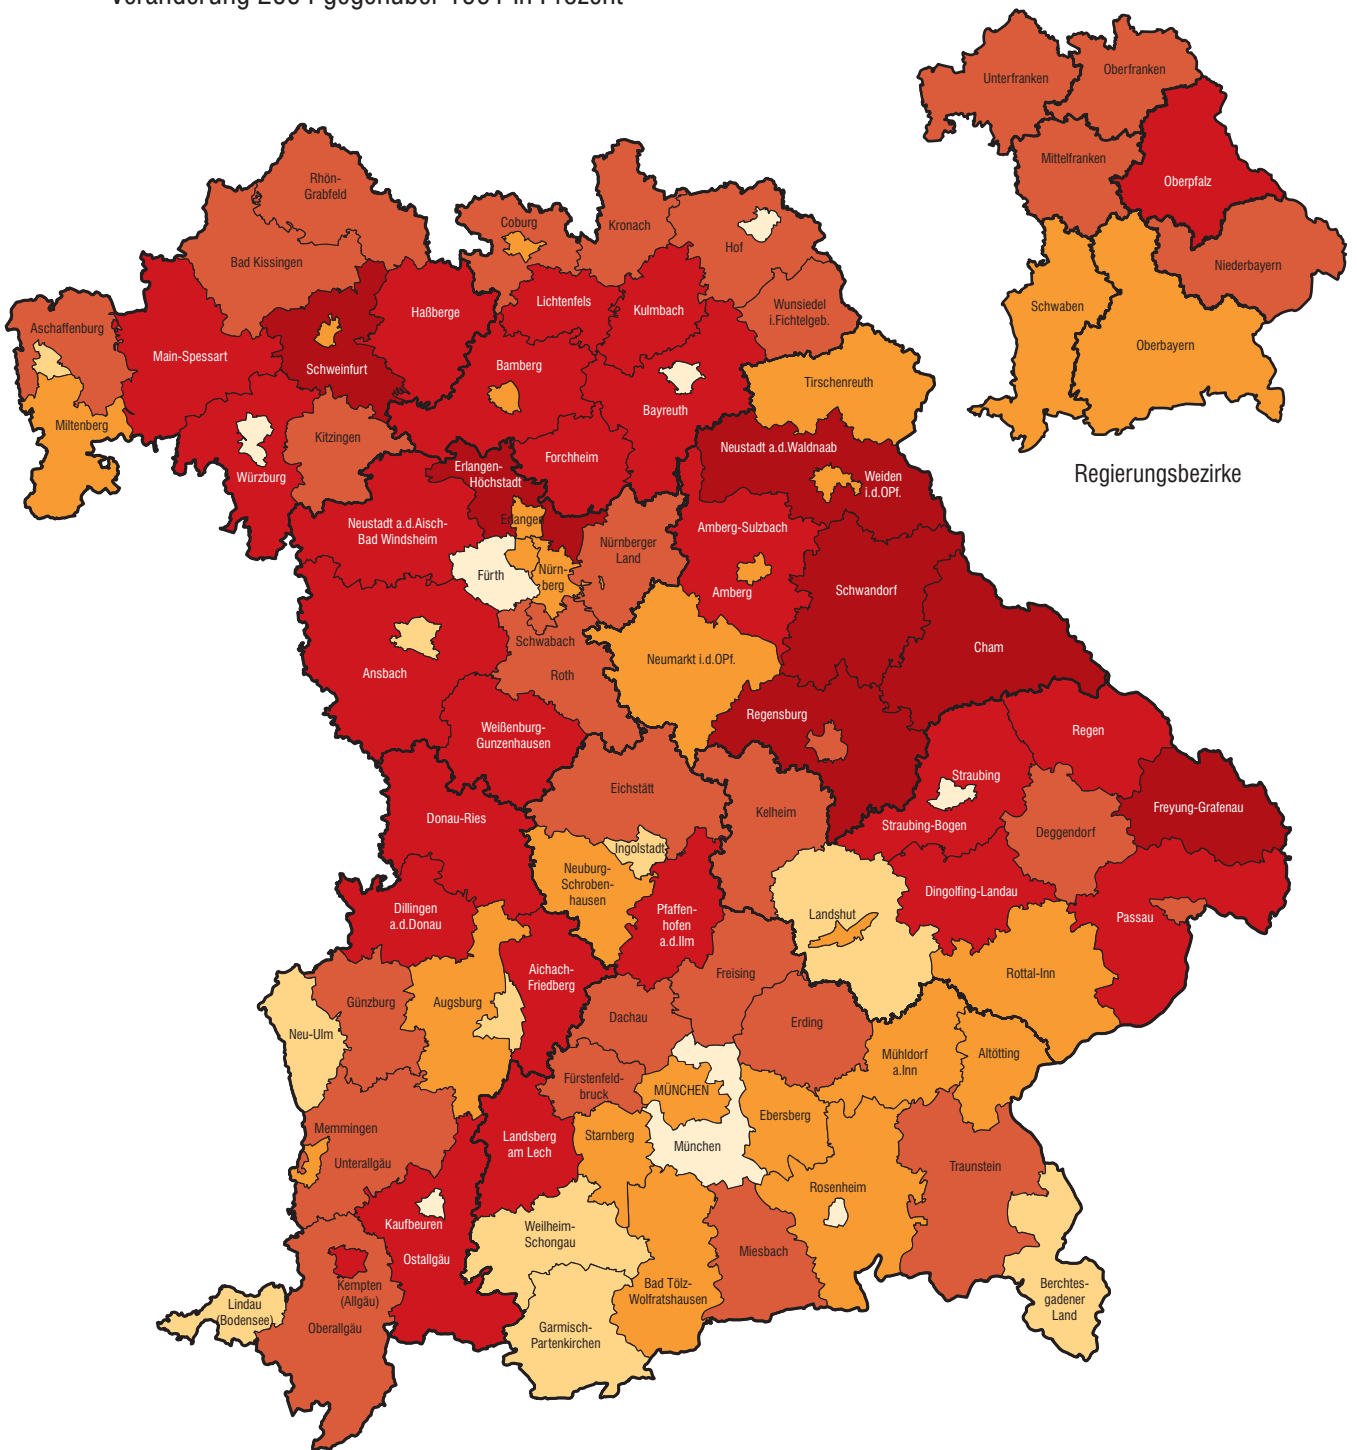 Veränderung 2001 gegenüber 1991 in Prozent
Unterfranken
Oberfranken
Mittelfranken
Oberpfalz
Niederbayern
Schwaben
Oberbayern
Regierungsbezirke
Rhön-
Grabfeld
Bad Kissingen
Coburg
Kronach
Hof
Lichtenfels
Kulmbach
Wunsiedel
i.Fichtelgeb.
Haßberge
Aschaffenburg
Main-Spessart
Schweinfurt
Bamberg
Bayreuth
Tirschenreuth
Miltenberg
Kitzingen
Würzburg
Forchheim
Erlangen-
Höchstadt
Neustadt a.d.Waldnaab
Weiden
i.d.OPf.
Neustadt a.d.Aisch-
Bad Windsheim
Erlangen
Nürnberger
Land
Fürth
Nürn-
berg
Amberg-Sulzbach
Amberg
Schwandorf
Cham
Schwabach
Roth
Neumarkt i.d.OPf.
Ansbach
Weißenburg-
Gunzenhausen
Regensburg
Regen
Straubing
Straubing-Bogen
Freyung-Grafenau
Deggendorf
Eichstätt
Kelheim
Donau-Ries
Ingolstadt
Neuburg-
Schroben-
hausen
Dingolfing-Landau
Passau
Dillingen
a.d.Donau
Pfaffen-
hofen
a.d.Ilm
Landshut
Rottal-Inn
Aichach-
Friedberg
Freising
Günzburg
Augsburg
Dachau
Erding
Neu-Ulm
Mühldorf
a.Inn
Altötting
Fürstenfeld-
bruck
MÜNCHEN
Ebersberg
Memmingen
Unterallgäu
Landsberg
am Lech
Starnberg
München
Traunstein
Rosenheim
Kaufbeuren
Ostallgäu
Weilheim-
Schongau
Miesbach
Kempten
(Allgäu)
Bad Tölz-
Wolfratshausen
Berchtes-
gadener
Land
Lindau
(Bodensee)
Oberallgäu
Garmisch-
Partenkirchen